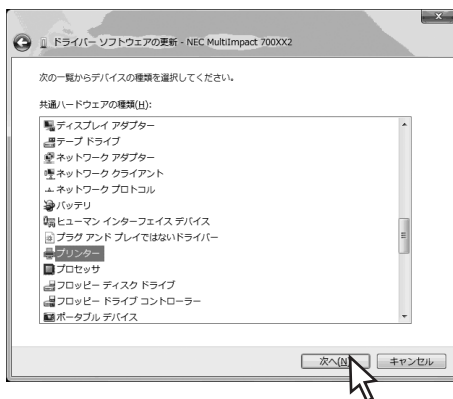 ドライバー ソフトウェアの更新 - NEC MultiImpact 700XX2
次の一覧からデバイスの種類を選択してください。
共通ハードウェアの種類(H):
ディスプレイ アダプター
テープ ドライブ
ネットワーク アダプター
ネットワーク クライアント
ネットワーク プロトコル
バッテリ
ヒューマン インターフェイス デバイス
プラグ アンド プレイではないドライバー
プリンター
プロセッサ
フロッピー ディスク ドライブ
フロッピー ドライブ コントローラー
ポータブル デバイス
次へ(N) キャンセル